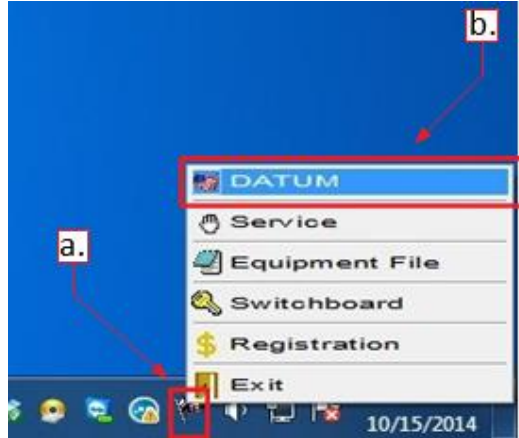 b.
DATUM
Service
a.
Equipment File
Switchboard
Registration
Exit
10/15/2014